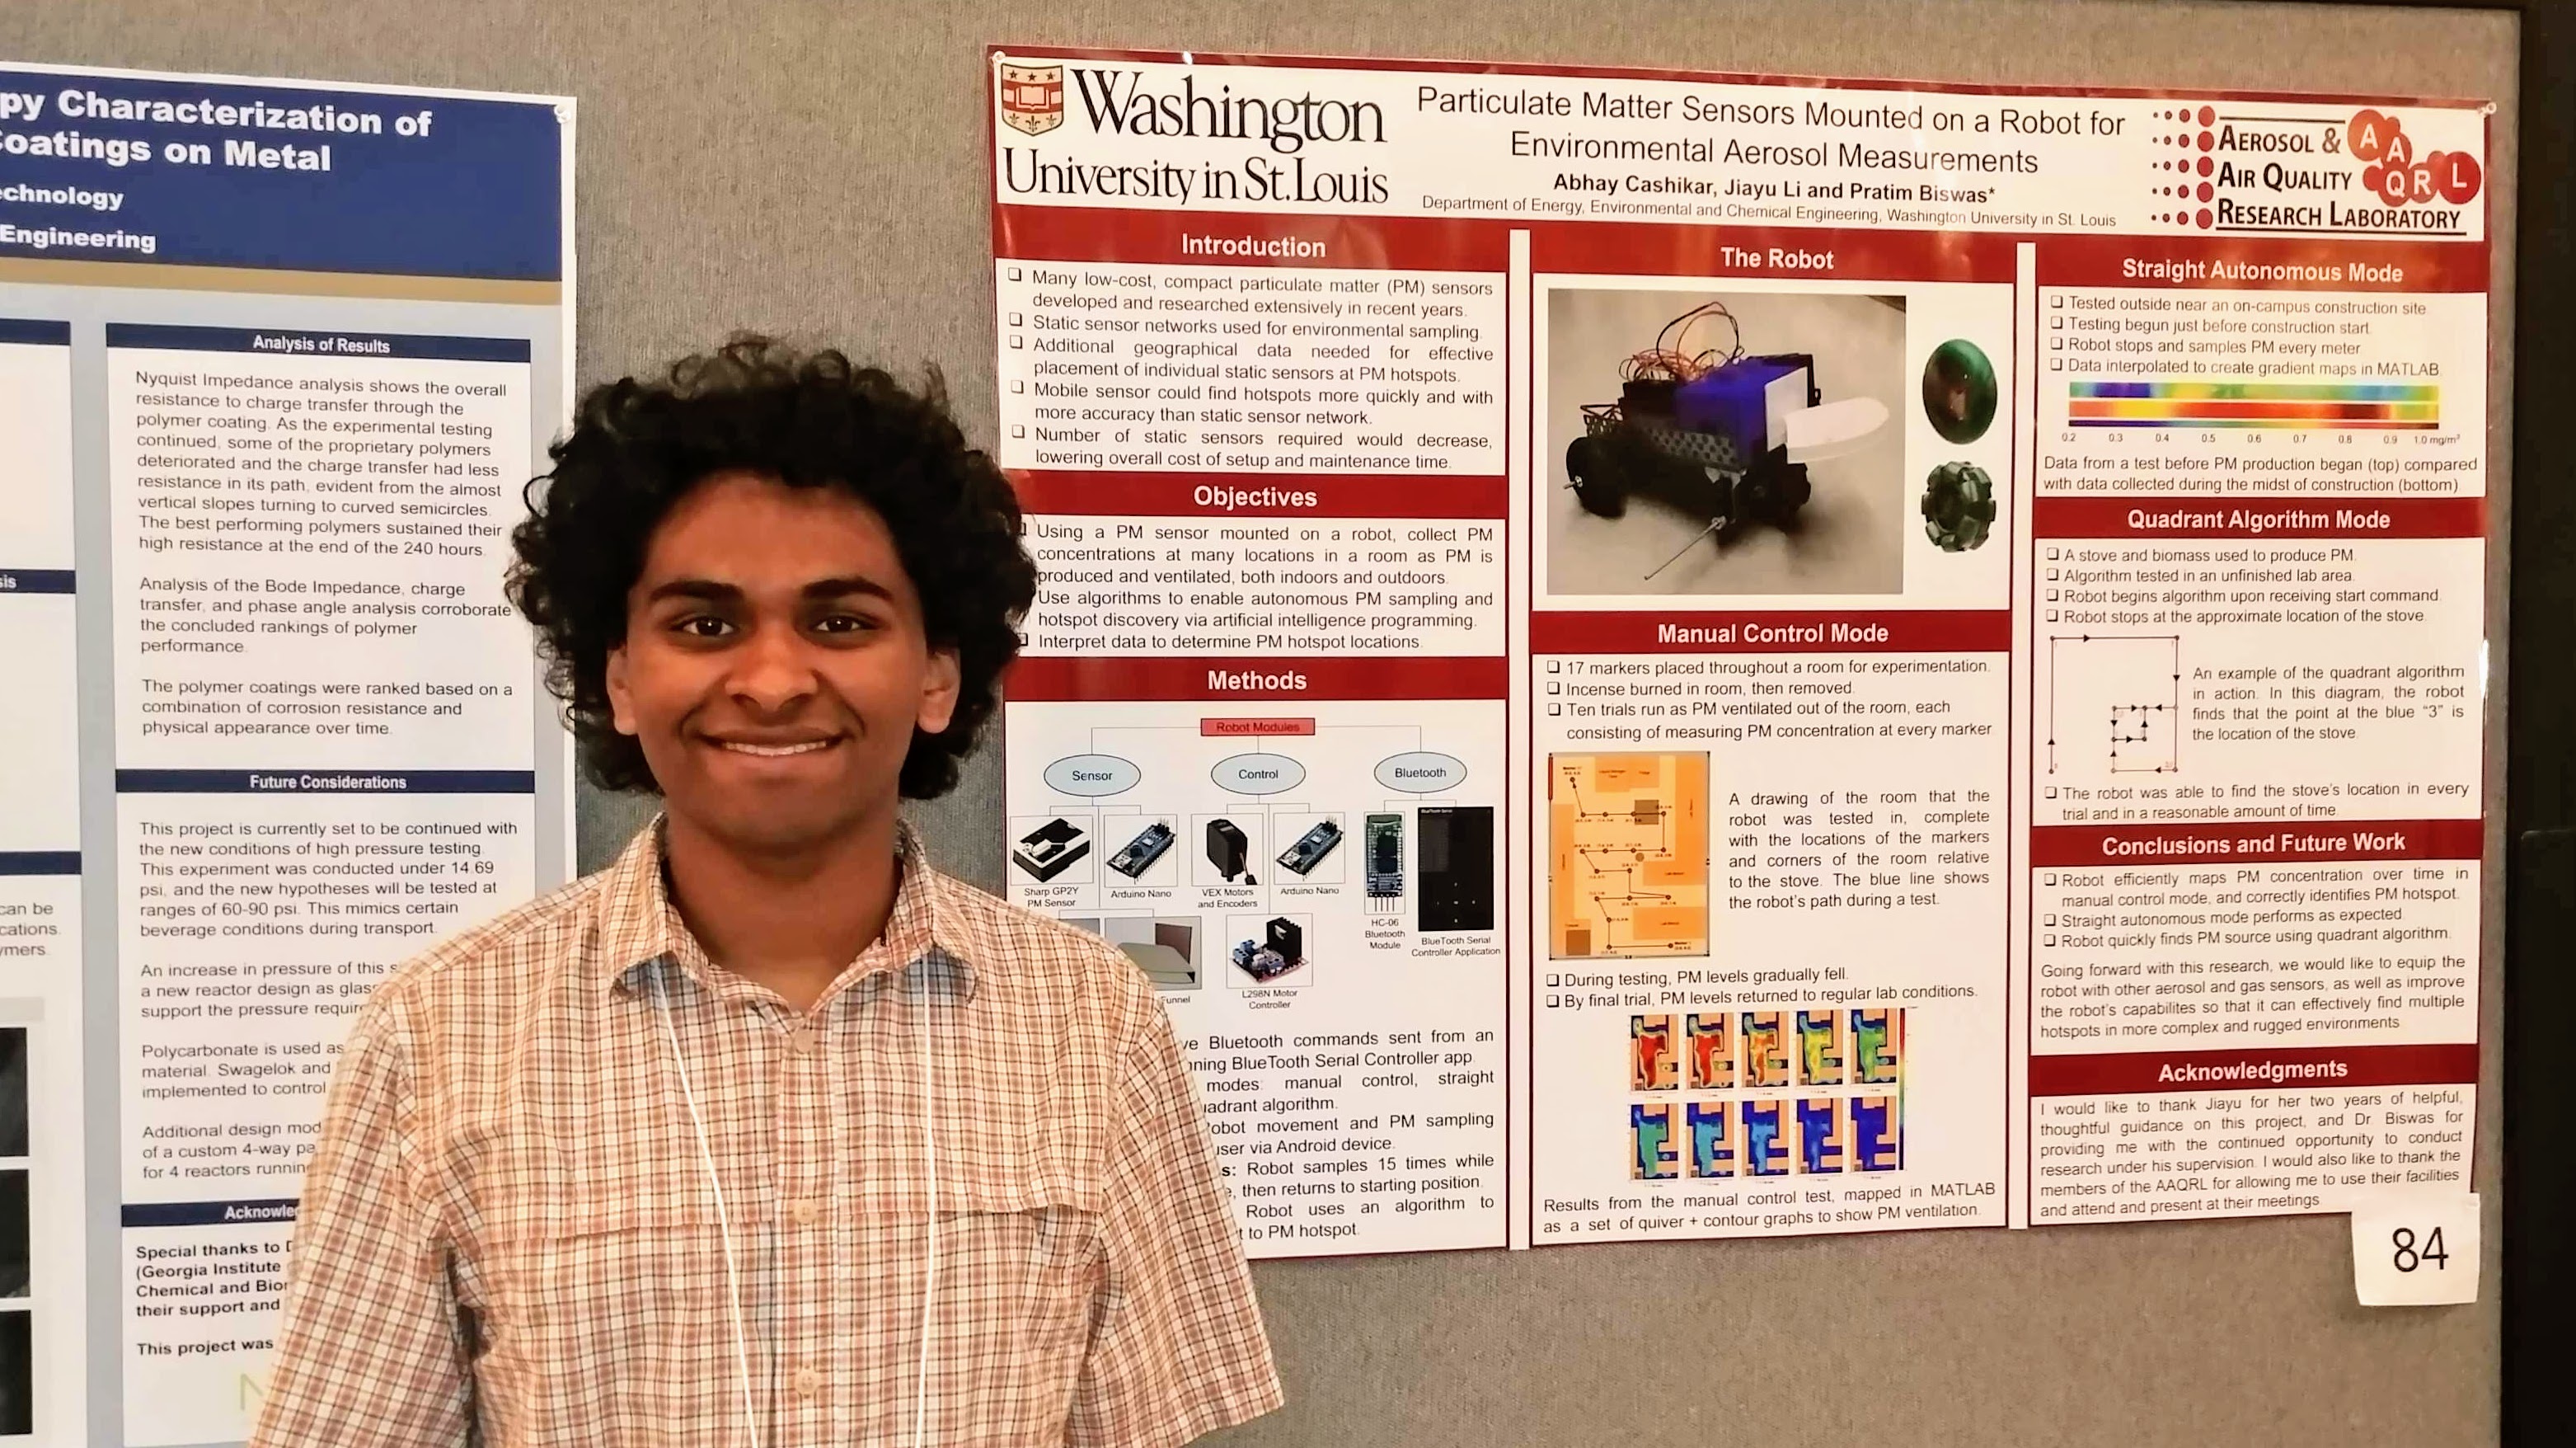 py Characterization of
Coatings on Metal
echnology
Engineering
Analysis of Results
Nyquist Impedance analysis shows the overall
resistance to charge transfer through the
polymer coating. As the experimental testing
continued, some of the proprietary polymers
deteriorated and the charge transfer had less
resistance in its path, evident from the almost
vertical slopes turning to curved semicircles.
The best performing polymers sustained their
high resistance at the end of the 240 hours.
Analysis of the Bode Impedance, charge
transfer, and phase angle analysis corroborate
the concluded rankings of polymer
performance.
The polymer coatings were ranked based on a
combination of corrosion resistance and
physical appearance over time.
sis
can be
cations.
ymers.
Future Considerations
This project is currently set to be continued with
the new conditions of high pressure testing.
This experiment was conducted under 14.69
psi, and the new hypotheses will be tested at
ranges of 60-90 psi. This mimics certain
beverage conditions during transport.
An increase in pressure of this s
a new reactor design as glass
support the pressure require
Polycarbonate is used as
material. Swagelok and
implemented to control
Additional design mod
of a custom 4-way pa
for 4 reactors running
Acknowled
Special thanks to D
(Georgia Institute
Chemical and Bior
their support and
This project was
Washington
University in St. Louis
Particulate Matter Sensors Mounted on a Robot for
Environmental Aerosol Measurements
Abhay Cashikar, Jiayu Li and Pratim Biswas*
Department of Energy, Environmental and Chemical Engineering, Washington University in St. Louis
AEROSOL &
AIR QUALITY
RESEARCH LABORATORY
AAQRL
Introduction
❑ Many low-cost, compact particulate matter (PM) sensors
developed and researched extensively in recent years.
❑ Static sensor networks used for environmental sampling.
❑ Additional geographical data needed for effective
placement of individual static sensors at PM hotspots.
❑ Mobile sensor could find hotspots more quickly and with
more accuracy than static sensor network.
❑ Number of static sensors required would decrease,
lowering overall cost of setup and maintenance time.
Objectives
Using a PM sensor mounted on a robot, collect PM
concentrations at many locations in a room as PM is
produced and ventilated, both indoors and outdoors.
Use algorithms to enable autonomous PM sampling and
hotspot discovery via artificial intelligence programming.
Interpret data to determine PM hotspot locations.
Methods
Robot Modules
Sensor
Control
Bluetooth
Sharp GP2Y
PM Sensor
Arduino Nano
VEX Motors
and Encoders
Arduino Nano
HC-06
Bluetooth
Module
BlueTooth Serial
Controller Application
Funnel
L298N Motor
Controller
ve Bluetooth commands sent from an
nning BlueTooth Serial Controller app.
modes: manual control, straight
uadrant algorithm.
obot movement and PM sampling
user via Android device.
s: Robot samples 15 times while
e, then returns to starting position.
Robot uses an algorithm to
t to PM hotspot.
The Robot
Manual Control Mode
❑ 17 markers placed throughout a room for experimentation.
❑ Incense burned in room, then removed.
❑ Ten trials run as PM ventilated out of the room, each
consisting of measuring PM concentration at every marker
A drawing of the room that the
robot was tested in, complete
with the locations of the markers
and corners of the room relative
to the stove. The blue line shows
the robot's path during a test.
❑ During testing, PM levels gradually fell.
❑ By final trial, PM levels returned to regular lab conditions.
Results from the manual control test, mapped in MATLAB
as a set of quiver + contour graphs to show PM ventilation.
Straight Autonomous Mode
❑ Tested outside near an on-campus construction site.
❑ Testing begun just before construction start.
❑ Robot stops and samples PM every meter.
❑ Data interpolated to create gradient maps in MATLAB.
0.2 0.3 0.4 0.5 0.6 0.7 0.8 0.9 1.0 mg/m³
Data from a test before PM production began (top) compared
with data collected during the midst of construction (bottom)
Quadrant Algorithm Mode
❑ A stove and biomass used to produce PM.
❑ Algorithm tested in an unfinished lab area.
❑ Robot begins algorithm upon receiving start command.
❑ Robot stops at the approximate location of the stove.
An example of the quadrant algorithm
in action. In this diagram, the robot
finds that the point at the blue "3" is
the location of the stove.
❑ The robot was able to find the stove's location in every
trial and in a reasonable amount of time.
Conclusions and Future Work
❑ Robot efficiently maps PM concentration over time in
manual control mode, and correctly identifies PM hotspot.
❑ Straight autonomous mode performs as expected.
❑ Robot quickly finds PM source using quadrant algorithm.
Going forward with this research, we would like to equip the
robot with other aerosol and gas sensors, as well as improve
the robot's capabilites so that it can effectively find multiple
hotspots in more complex and rugged environments
Acknowledgments
I would like to thank Jiayu for her two years of helpful,
thoughtful guidance on this project, and Dr. Biswas for
providing me with the continued opportunity to conduct
research under his supervision. I would also like to thank the
members of the AAQRL for allowing me to use their facilities
and attend and present at their meetings.
84